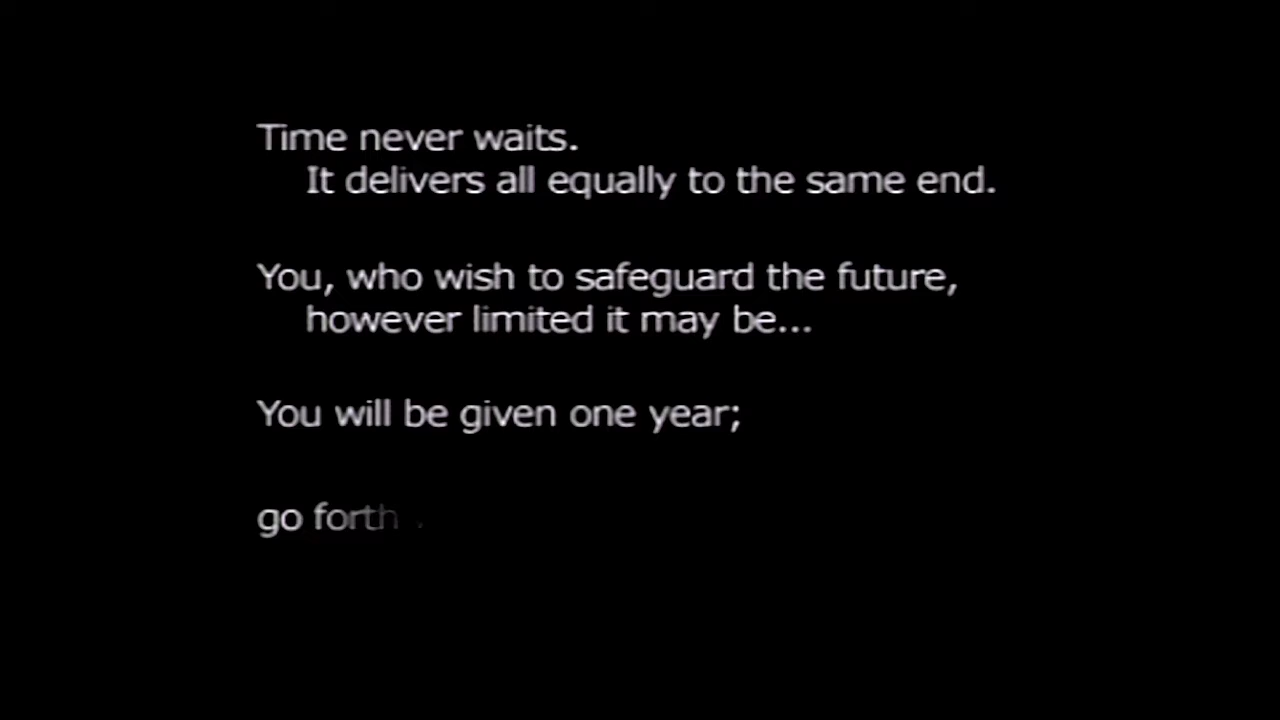 Time never waits.
It delivers all equally to the same end.
You, who wish to safeguard the future,
however limited it may be...
You will be given one year;
go forth